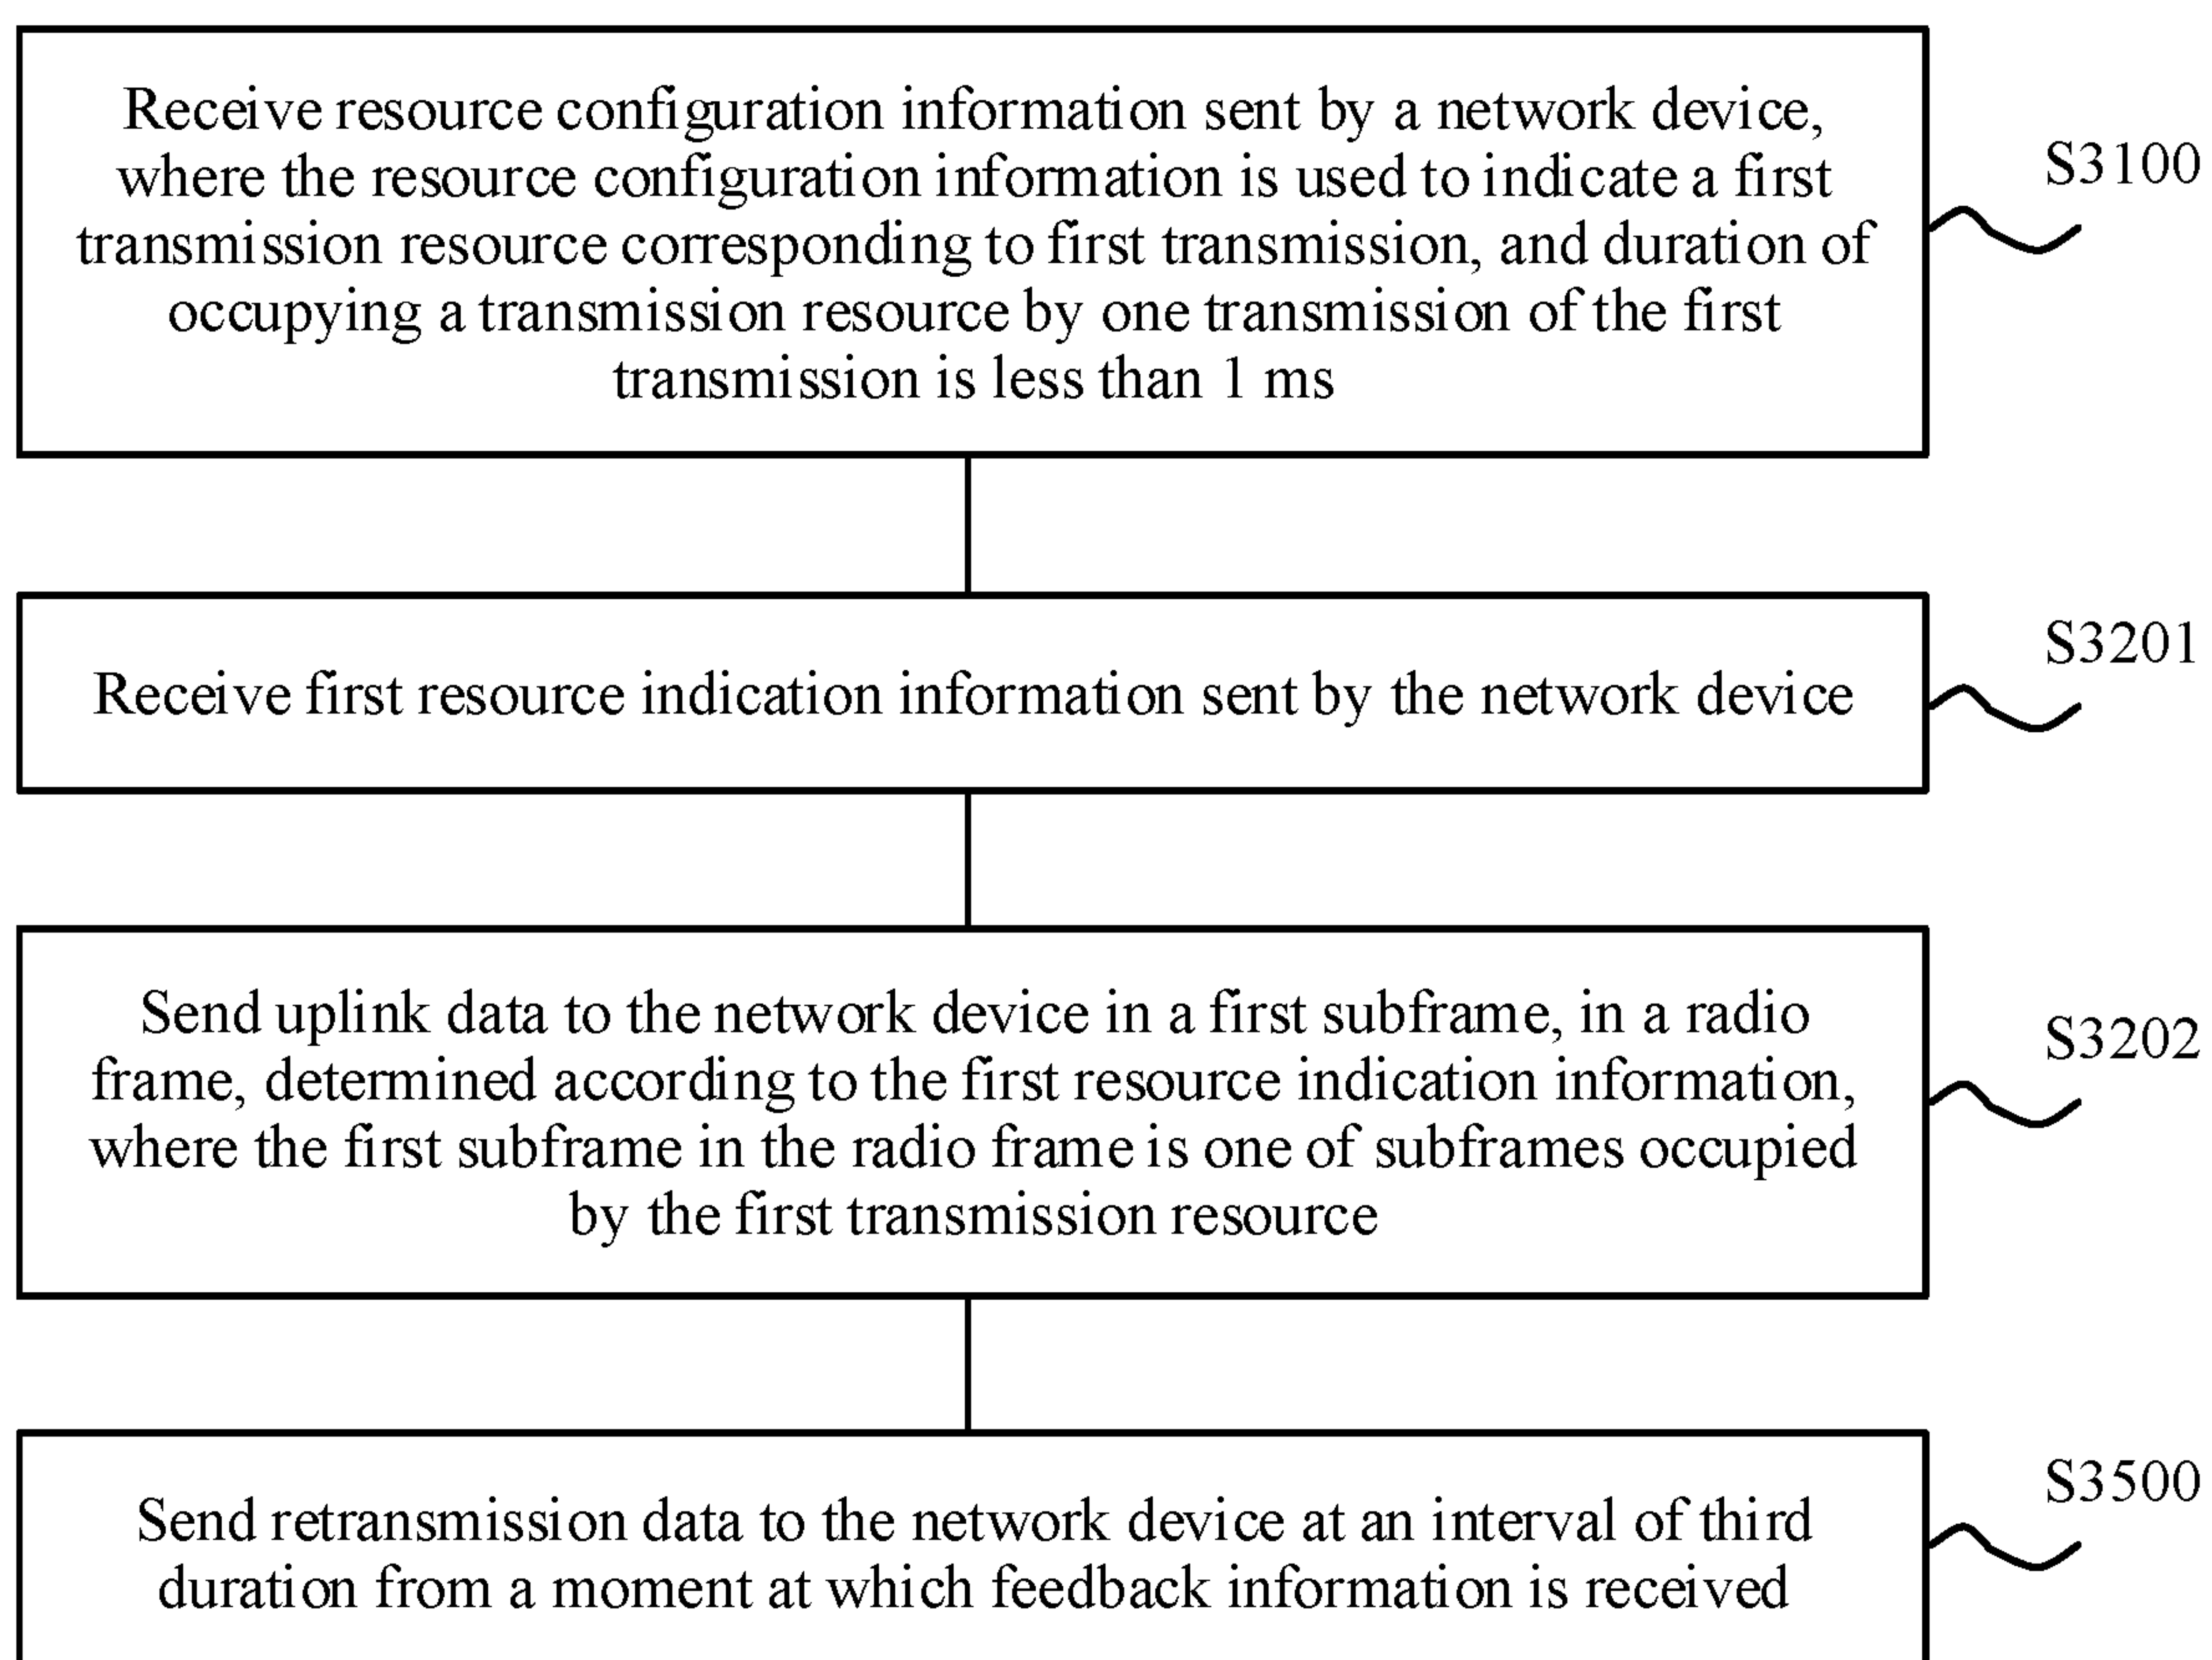 Receive resource configuration information sent by a network device,
where the resource configuration information is used to indicate a first
transmission resource corresponding to first transmission, and duration of
occupying a transmission resource by one transmission of the first
transmission is less than 1 ms
S3100
Receive first resource indication information sent by the network device
S3201
Send uplink data to the network device in a first subframe, in a radio
frame, determined according to the first resource indication information,
where the first subframe in the radio frame is one of subframes occupied
by the first transmission resource
S3202
Send retransmission data to the network device at an interval of third
duration from a moment at which feedback information is received
S3500